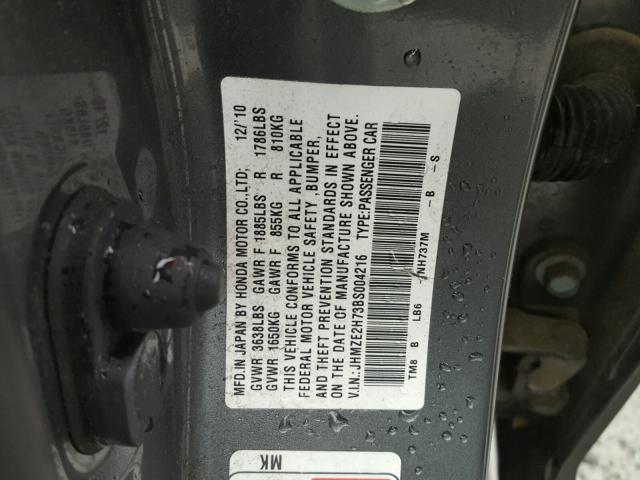 MFD.IN JAPAN BY HONDA MOTOR CO.,LTD. 12/'10
GVWR 3638LBS GAWR F 1885LBS R 1786LBS
GVWR 1650KG GAWR F 855KG R 810KG
THIS VEHICLE CONFORMS TO ALL APPLICABLE
FEDERAL MOTOR VEHICLE SAFETY ,BUMPER,
AND THEFT PREVENTION STANDARDS IN EFFECT
ON THE DATE OF MANUFACTURE SHOWN ABOVE.
V.I.N.: JHMZE2H73BS004216 TYPE:PASSENGER CAR
TM8 B LB6 NH737M - B - S
MK